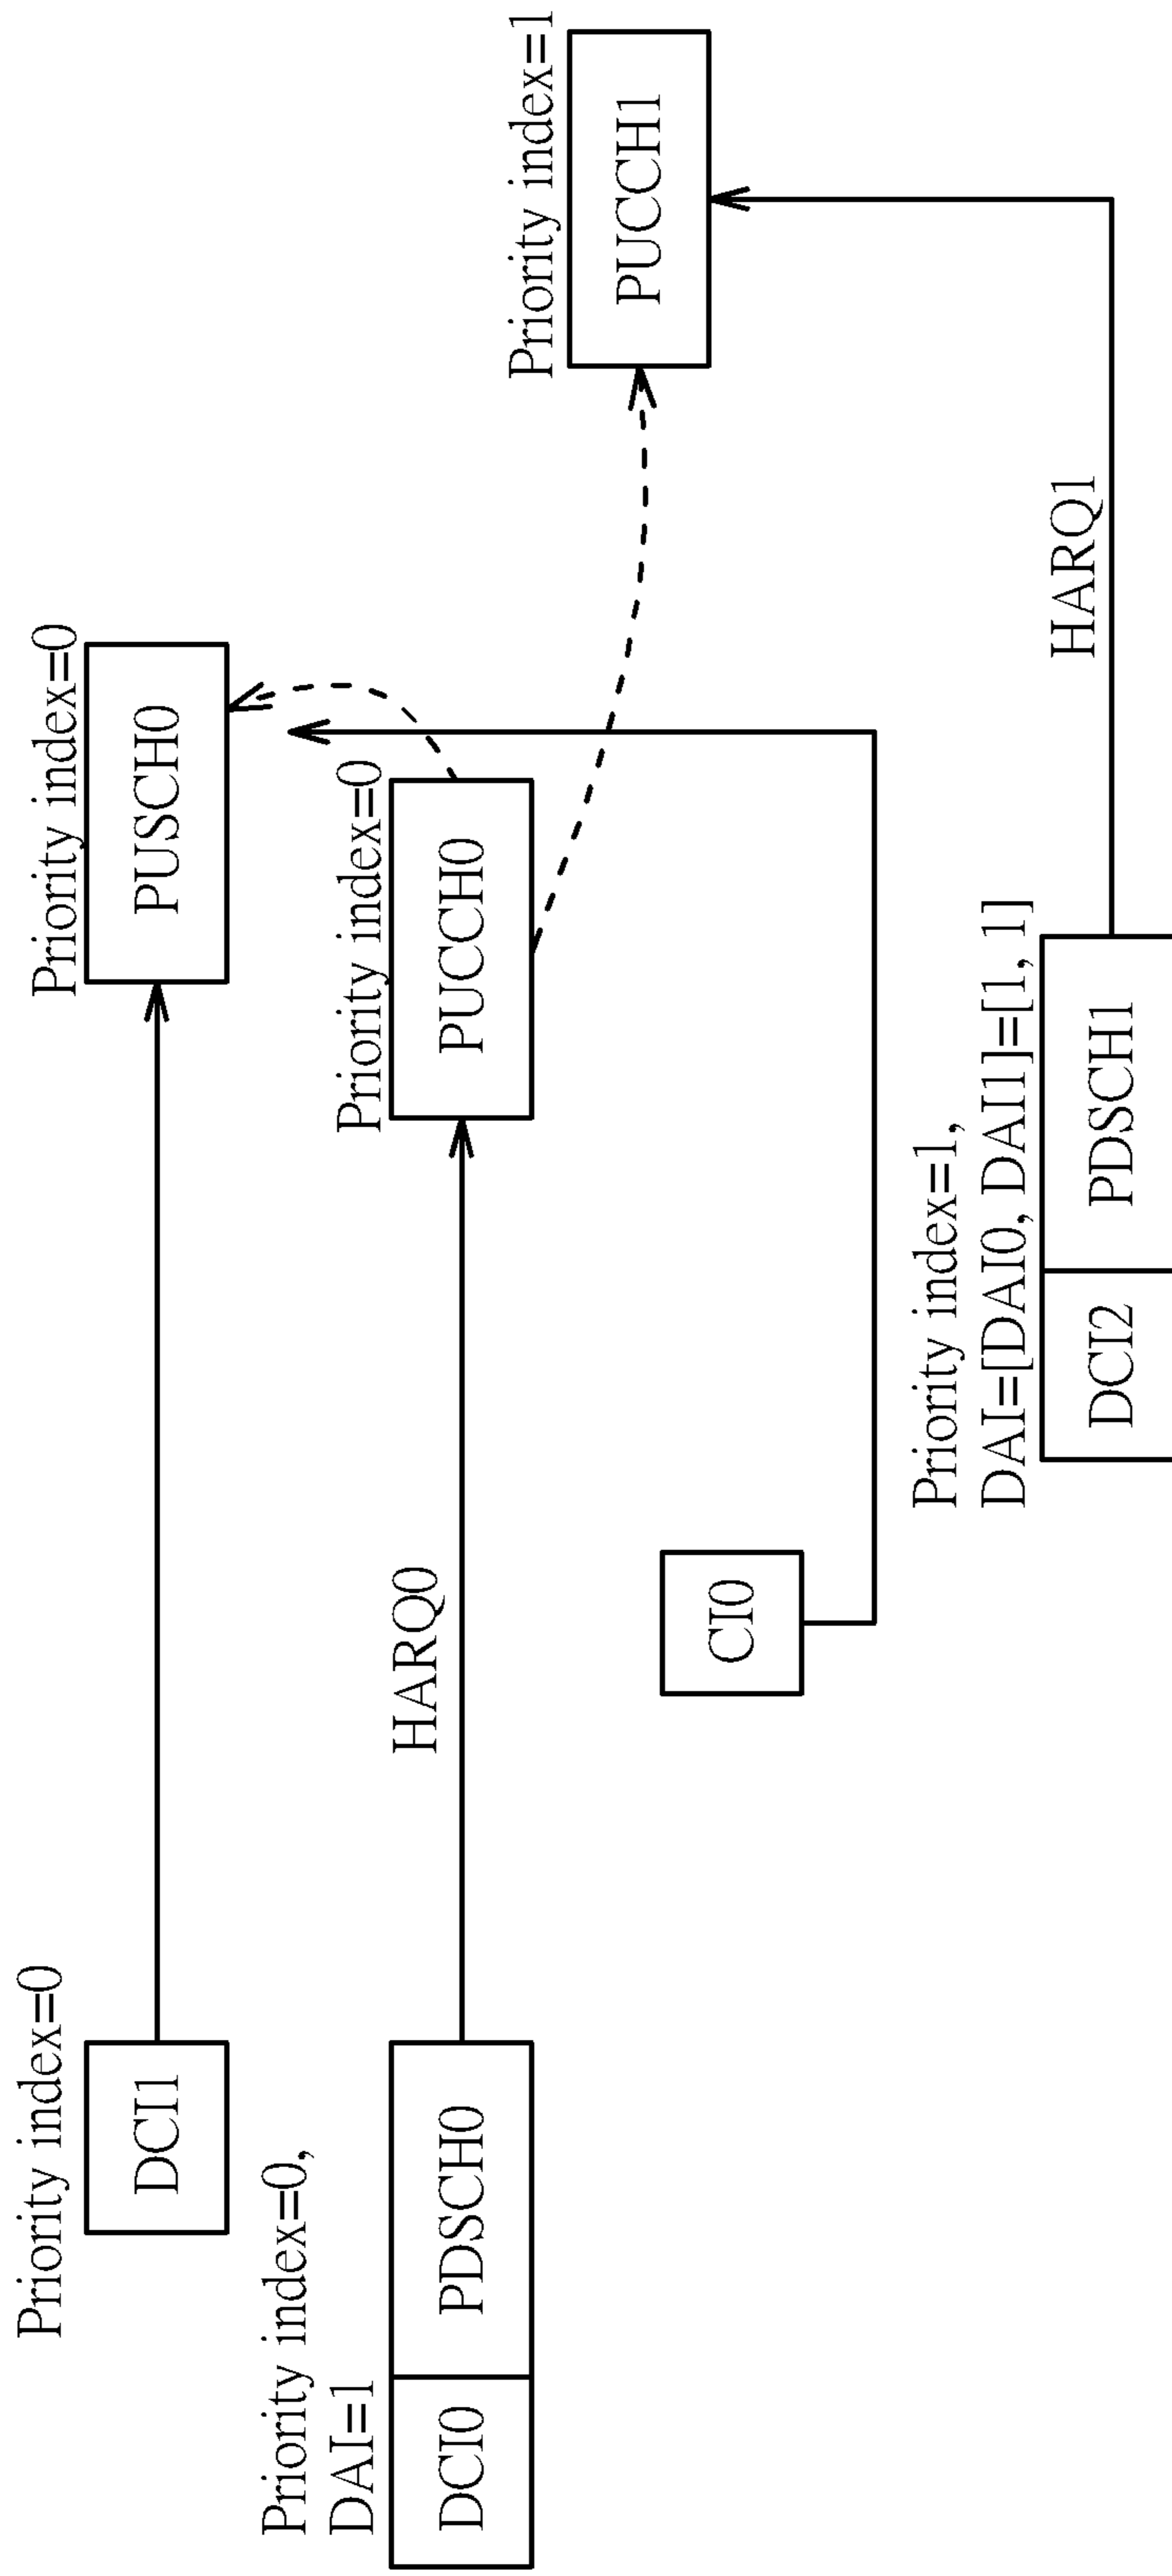 Priority index=0
DCI1
Priority index=0
PUSCH0
Priority index=0,
DAI=1
DCI0
PDSCH0
HARQ0
Priority index=0
PUCCH0
Priority index=1
PUCCH1
CI0
Priority index=1,
DAI=[DAI0, DAI1]=[1, 1]
DCI2
PDSCH1
HARQ1